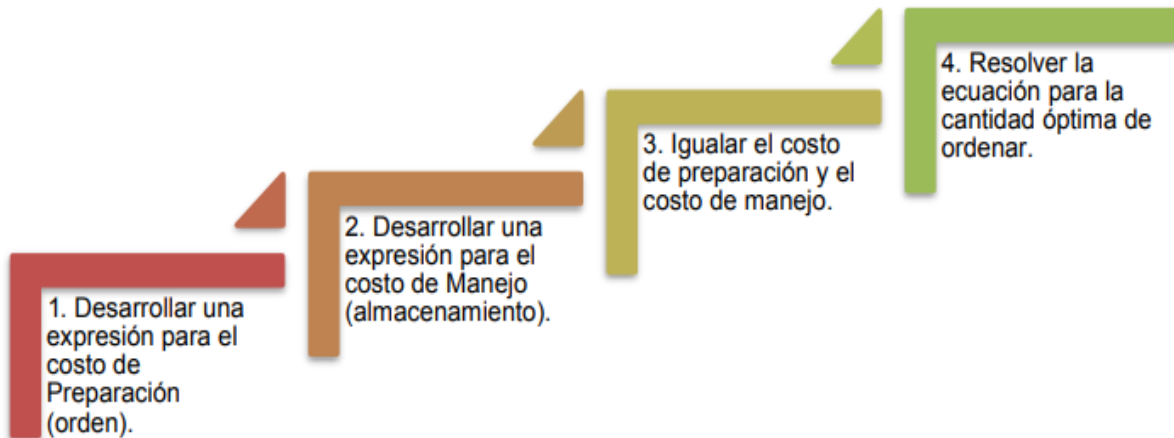 1. Desarrollar una
expresión para el
costo de
Preparación
(orden).
2. Desarrollar una
expresión para el
costo de Manejo
(almacenamiento).
3. Igualar el costo
de preparación y el
costo de manejo.
4. Resolver la
ecuación para la
cantidad óptima de
ordenar.